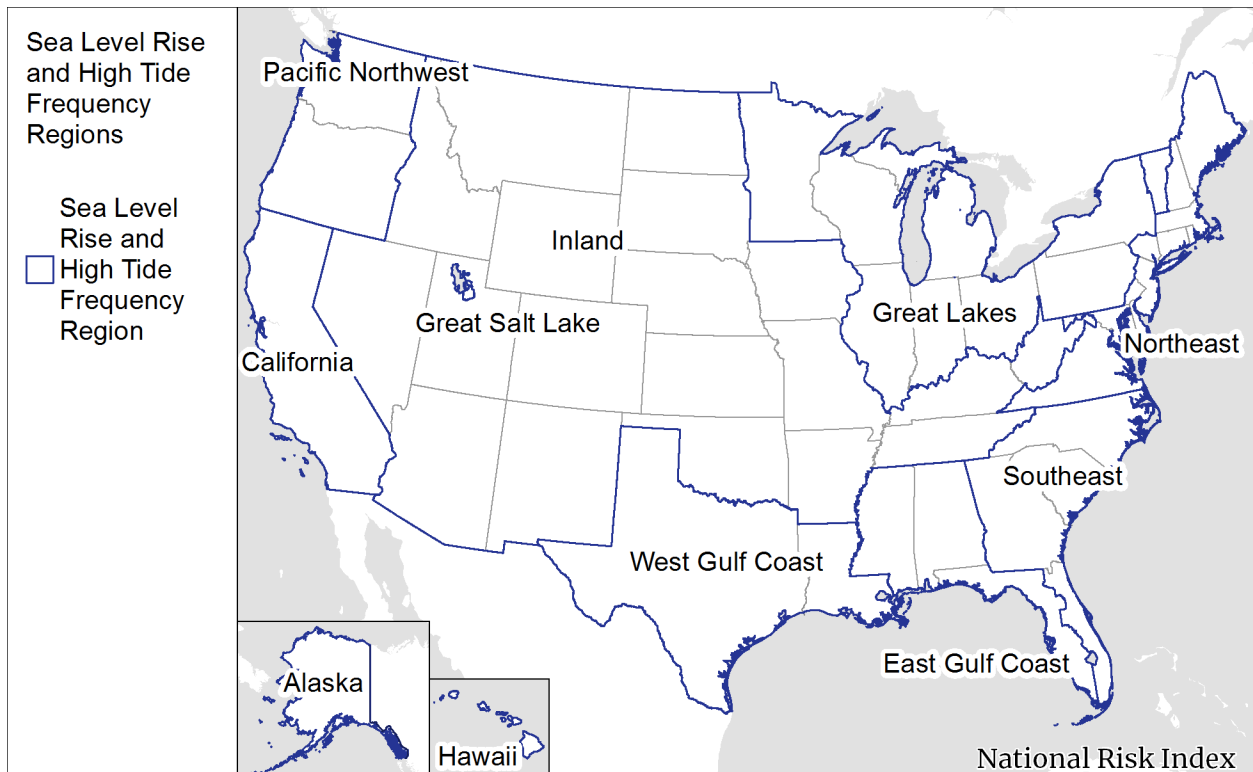 Sea Level Rise
and High Tide
Frequency
Regions
Sea Level
Rise and
High Tide
Frequency
Region
Pacific Northwest
Inland
Great Salt Lake
Great Lakes
Northeast
California
Southeast
West Gulf Coast
East Gulf Coast
Alaska
Hawaii
National Risk Index